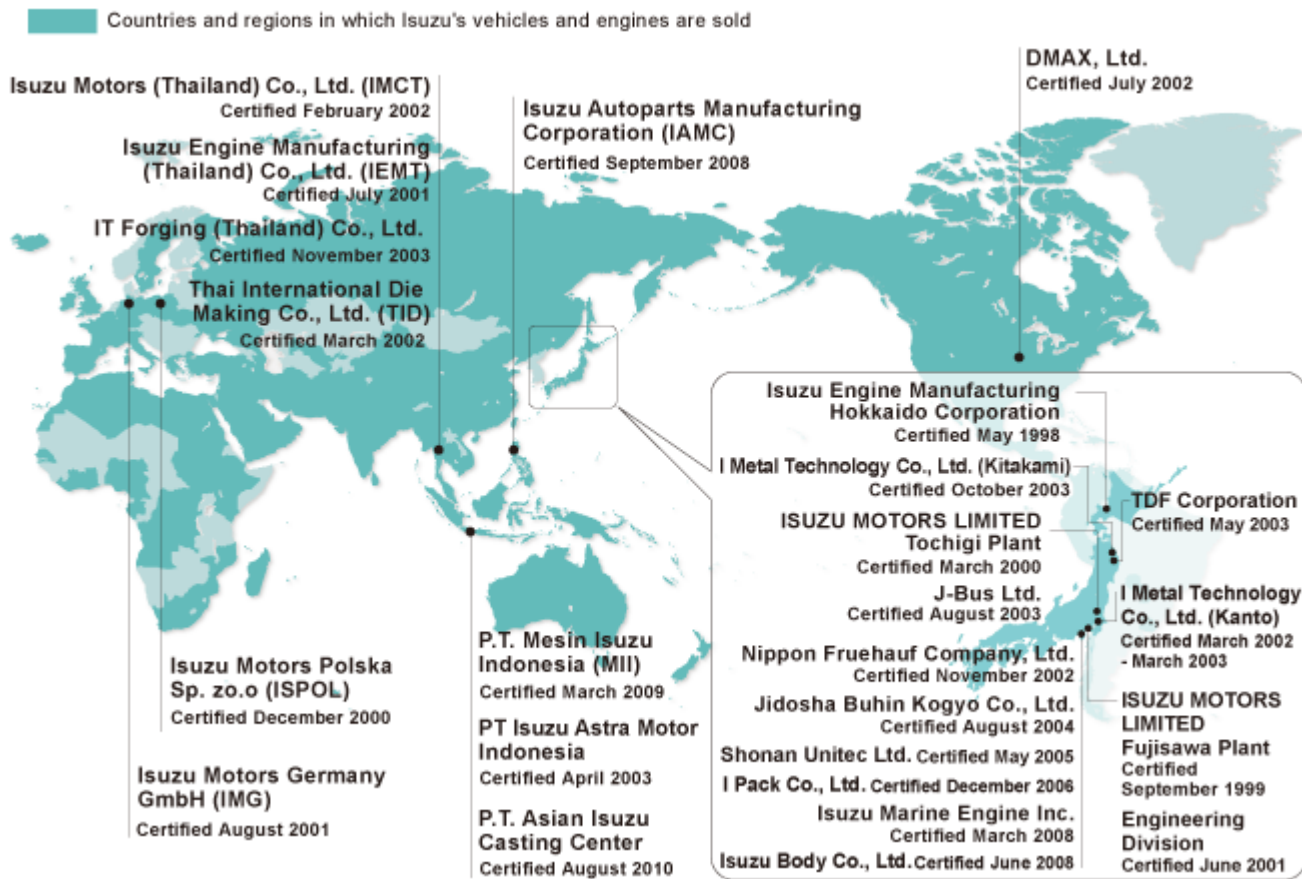 Countries and regions in which Isuzu's vehicles and engines are sold
Isuzu Motors (Thailand) Co., Ltd. (IMCT)
Certified February 2002
Isuzu Engine Manufacturing
(Thailand) Co., Ltd. (IEMT)
Certified July 2001
IT Forging (Thailand) Co., Ltd.
Certified November 2003
Thai International Die
Making Co., Ltd. (TID)
Certified March 2002
Isuzu Autoparts Manufacturing
Corporation (IAMC)
Certified September 2008
DMAX, Ltd.
Certified July 2002
Isuzu Motors Polska
Sp. zo.o (ISPOL)
Certified December 2000
Isuzu Motors Germany
GmbH (IMG)
Certified August 2001
P.T. Mesin Isuzu
Indonesia (MII)
Certified March 2009
PT Isuzu Astra Motor
Indonesia
Certified April 2003
P.T. Asian Isuzu
Casting Center
Certified August 2010
Isuzu Engine Manufacturing
Hokkaido Corporation
Certified May 1998
I Metal Technology Co., Ltd. (Kitakami)
Certified October 2003
ISUZU MOTORS LIMITED
Tochigi Plant
Certified March 2000
J-Bus Ltd.
Certified August 2003
Nippon Fruehauf Company, Ltd.
Certified November 2002
Jidosha Buhin Kogyo Co., Ltd.
Certified August 2004
Shonan Unitec Ltd. Certified May 2005
I Pack Co., Ltd. Certified December 2006
Isuzu Marine Engine Inc.
Certified March 2008
Isuzu Body Co., Ltd. Certified June 2008
TDF Corporation
Certified May 2003
I Metal Technology
Co., Ltd. (Kanto)
Certified March 2002
- March 2003
ISUZU MOTORS
LIMITED
Fujisawa Plant
Certified
September 1999
Engineering
Division
Certified June 2001